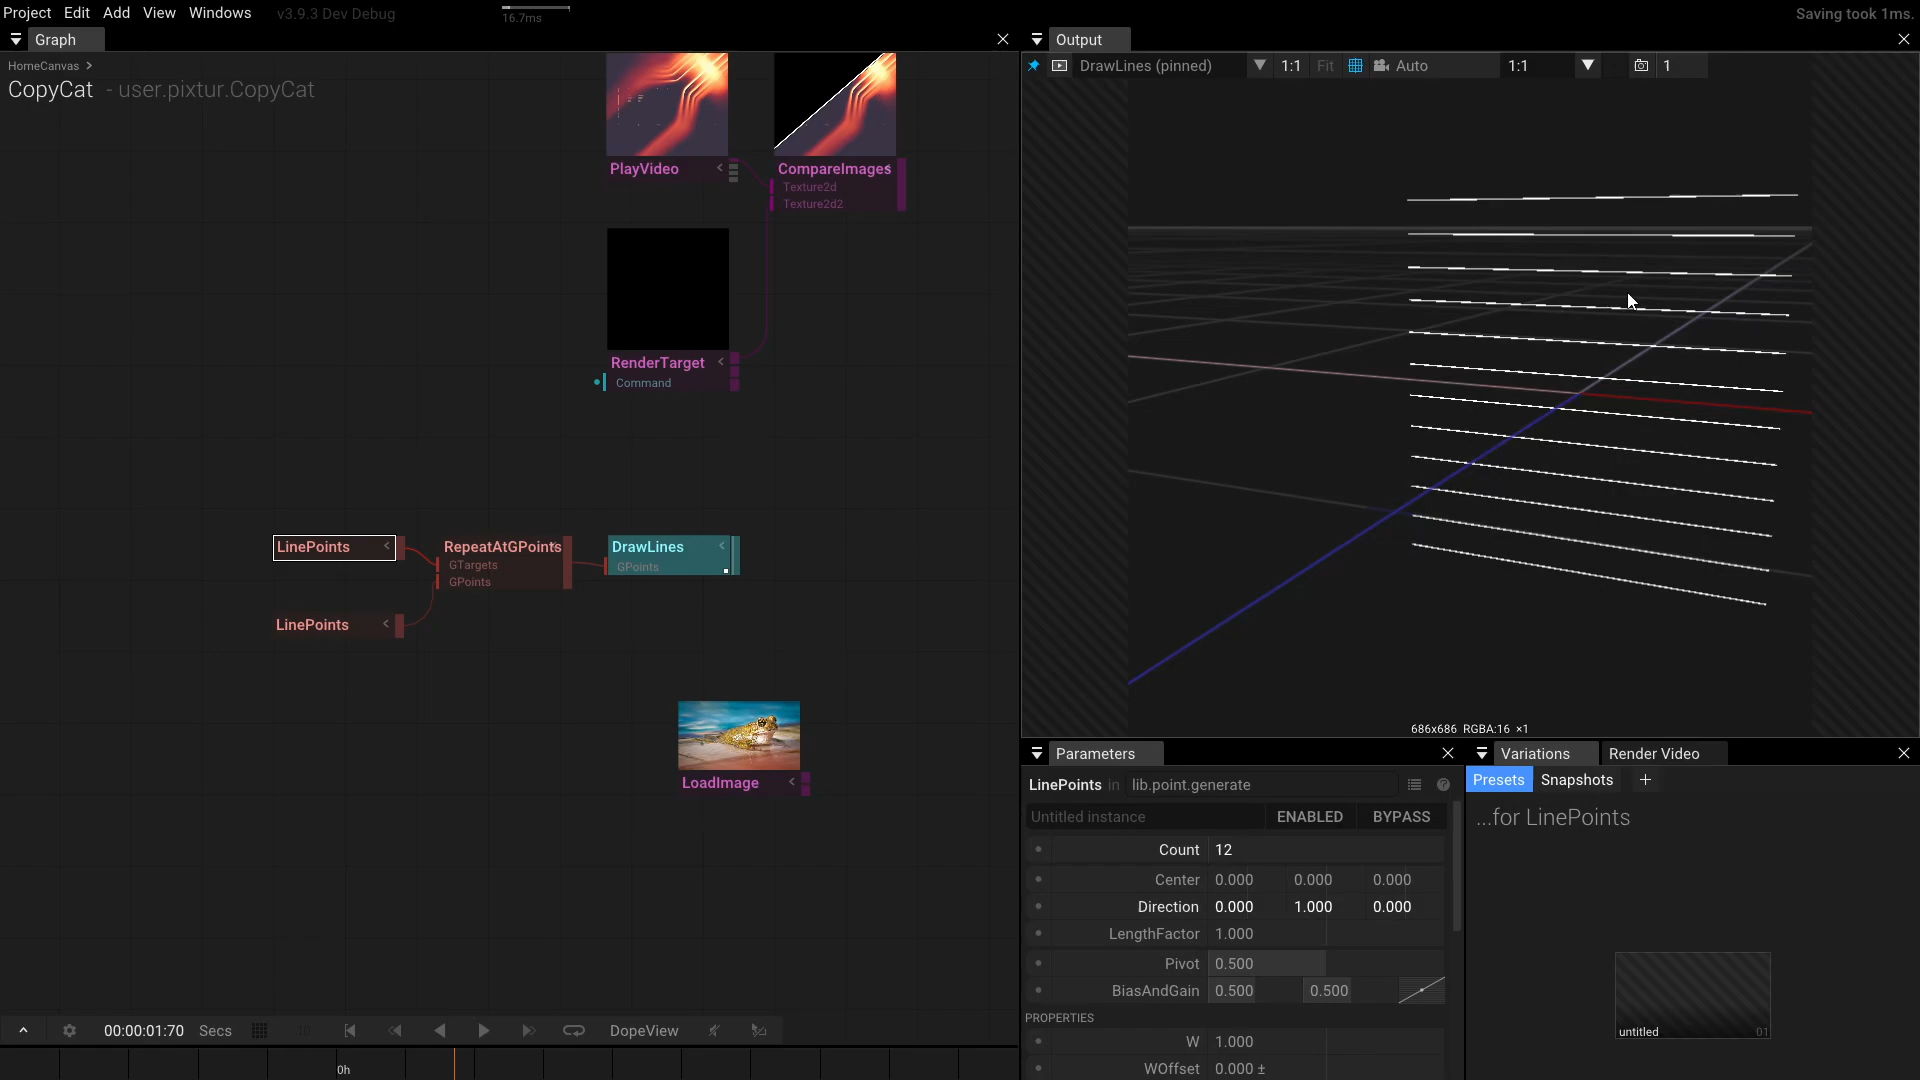 Project Edit Add View Windows v3.9.3 Dev Debug 16.7ms Saving took 1ms.
Graph
HomeCanvas >
CopyCat - user.pixtur.CopyCat
PlayVideo <
CompareImages
Texture2d
Texture2d2
RenderTarget <
Command
LinePoints <
RepeatAtGPoints
GTargets
GPoints
DrawLines <
GPoints
LinePoints <
LoadImage <
00:00:01:70 Secs 10 DopeView
0h
Output
DrawLines (pinned) 1:1 Fit Auto 1:1 1
686x686 RGBA:16 ×1
Parameters
LinePoints in lib.point.generate
Untitled instance ENABLED BYPASS
Count 12
Center 0.000 0.000 0.000
Direction 0.000 1.000 0.000
LengthFactor 1.000
Pivot 0.500
BiasAndGain 0.500 0.500
PROPERTIES
W 1.000
WOffset 0.000 ±
Variations Render Video
Presets Snapshots +
...for LinePoints
untitled 01